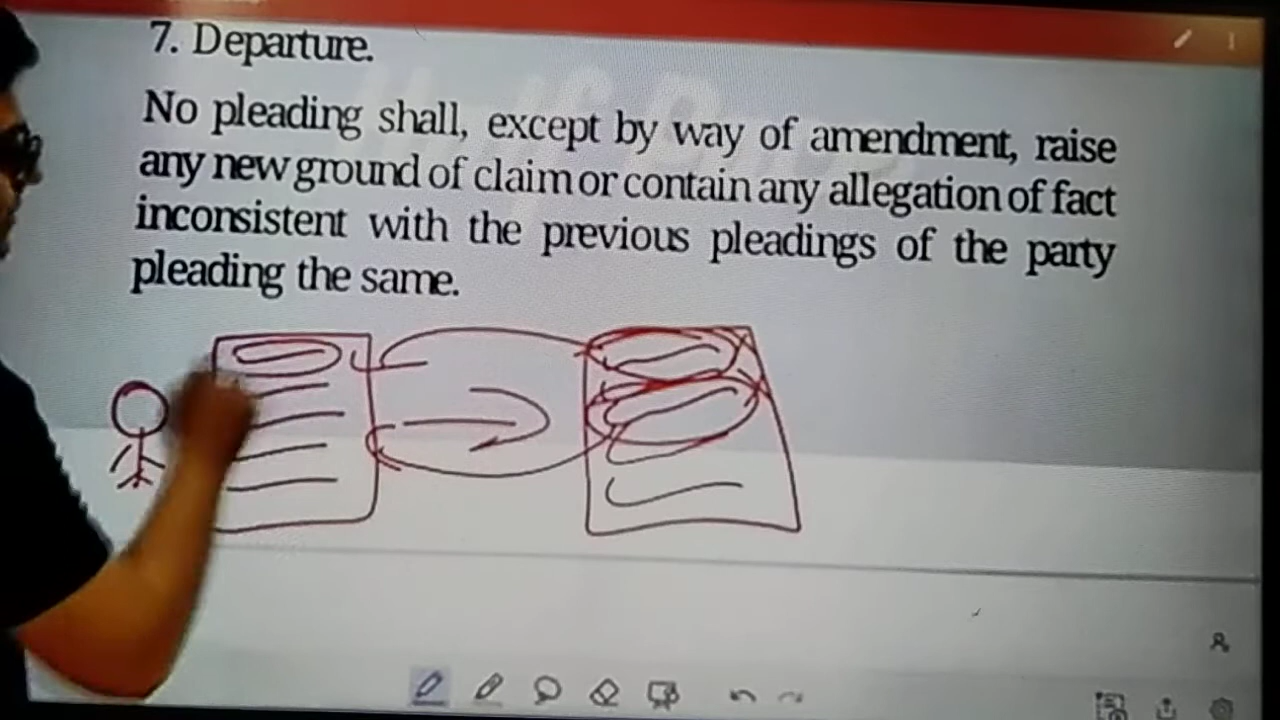 7. Departure.
No pleading shall, except by way of amendment, raise
any new ground of claim or contain any allegation of fact
inconsistent with the previous pleadings of the party
pleading the same.